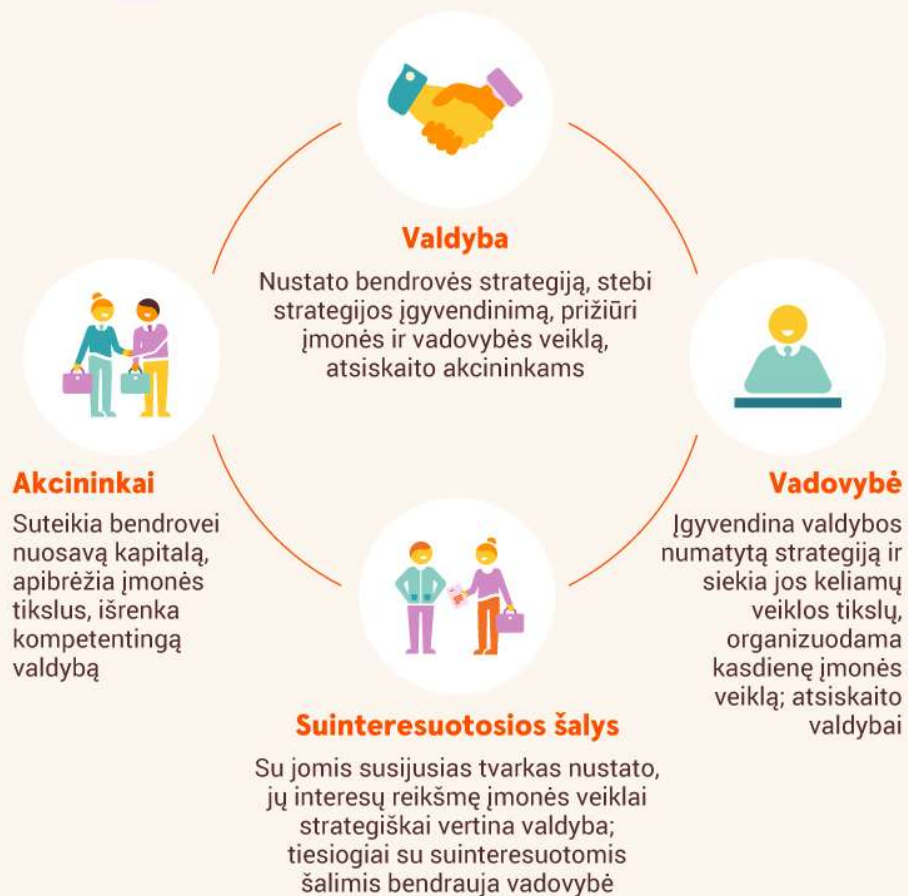 Valdyba
Nustato bendrovės strategiją, stebi
strategijos įgyvendinimą, prižiūri
įmonės ir vadovybės veiklą,
atsiskaito akcininkams
Akcininkai
Suteikia bendrovei
nuosavą kapitalą,
apibrėžia įmonės
tikslus, išrenka
kompetentingą
valdybą
Vadovybė
Įgyvendina valdybos
numatytą strategiją ir
siekia jos keliamų
veiklos tikslų,
organizuodama
kasdienę įmonės
veiklą; atsiskaito
valdybai
Suinteresuotosios šalys
Su jomis susijusias tvarkas nustato,
jų interesų reikšmę įmonės veiklai
strategiškai vertina valdyba;
tiesiogiai su suinteresuotomis
šalimis bendrauja vadovybė